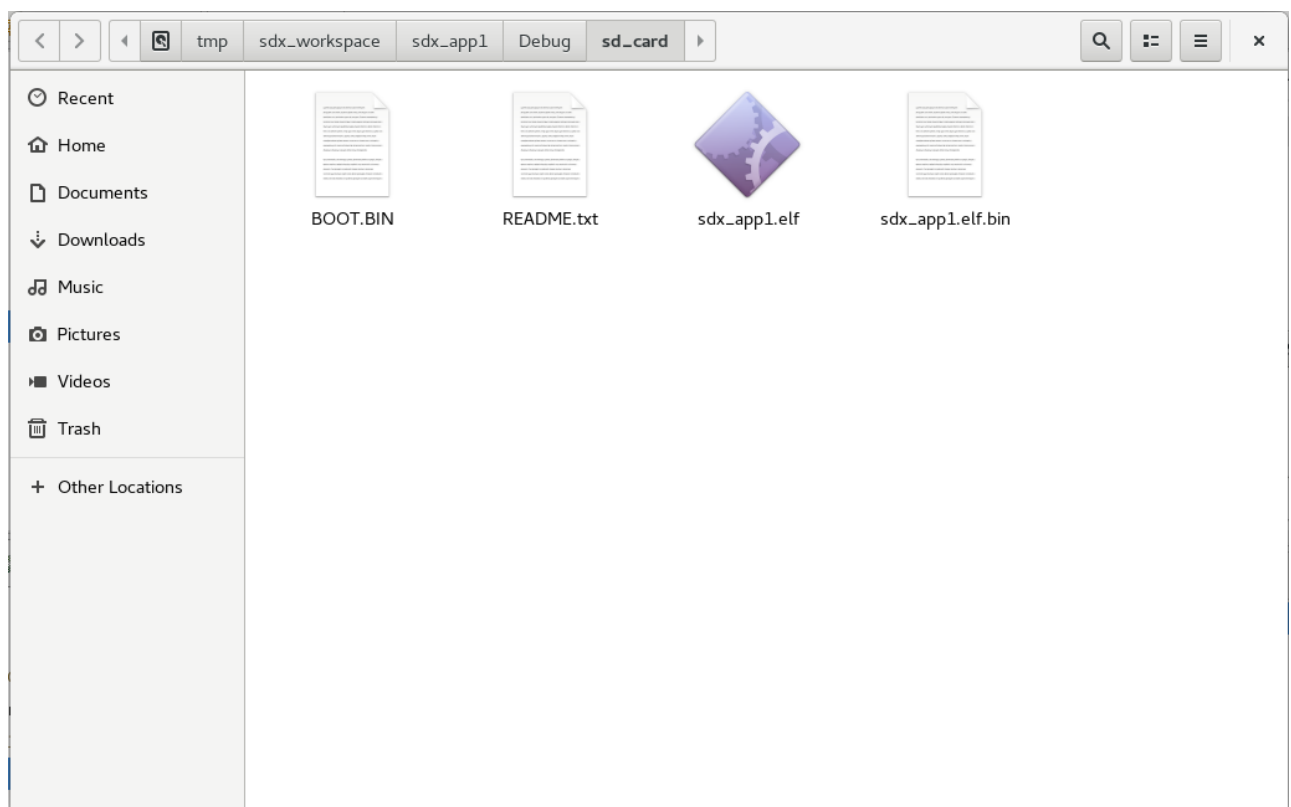 tmp sdx_workspace sdx_app1 Debug sd_card
Recent
Home
Documents
Downloads
Music
Pictures
Videos
Trash
Other Locations
BOOT.BIN README.txt sdx_app1.elf sdx_app1.elf.bin